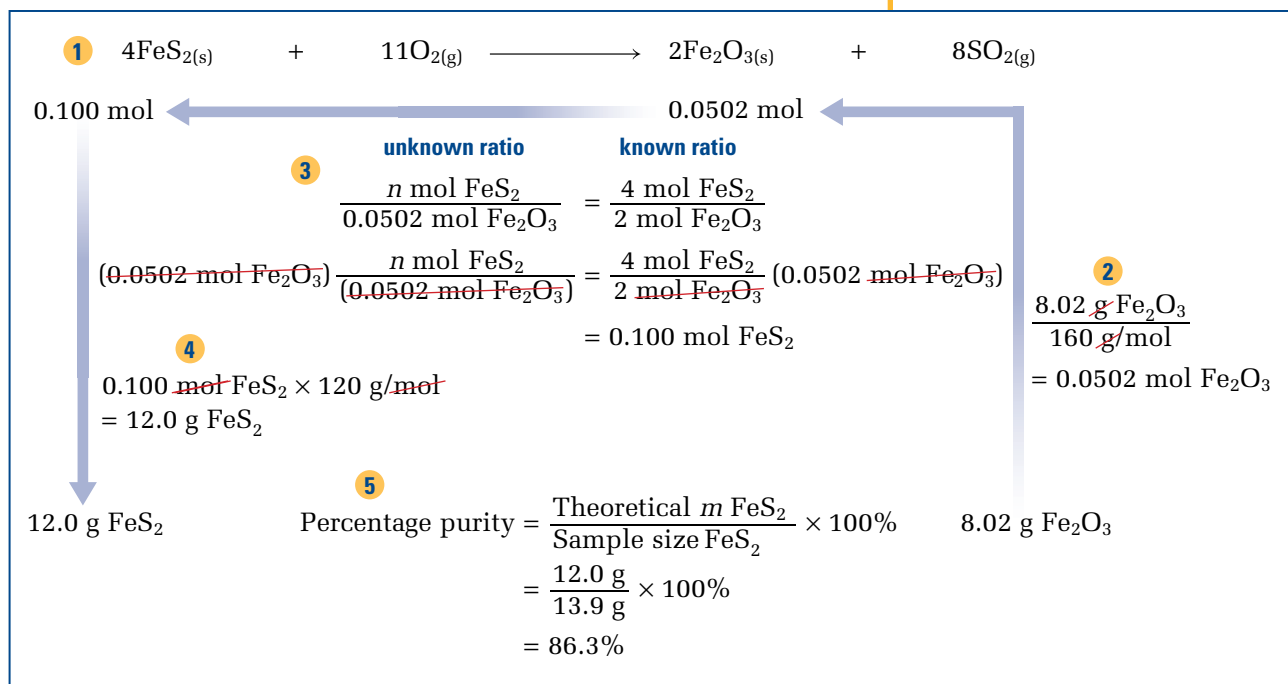 1 4FeS₂₍ₛ₎ + 11O₂₍g₎ ⟶ 2Fe₂O₃₍ₛ₎ + 8SO₂₍g₎
0.100 mol 0.0502 mol
unknown ratio known ratio
3 n mol FeS₂ / 0.0502 mol Fe₂O₃ = 4 mol FeS₂ / 2 mol Fe₂O₃
(0.0502 mol Fe₂O₃) n mol FeS₂ / (0.0502 mol Fe₂O₃) = 4 mol FeS₂ / 2 mol Fe₂O₃ (0.0502 mol Fe₂O₃)
= 0.100 mol FeS₂
2 8.02 g Fe₂O₃ / 160 g/mol
= 0.0502 mol Fe₂O₃
4
0.100 mol FeS₂ × 120 g/mol
= 12.0 g FeS₂
12.0 g FeS₂
5
Percentage purity = Theoretical m FeS₂ / Sample size FeS₂ × 100%
= 12.0 g / 13.9 g × 100%
= 86.3%
8.02 g Fe₂O₃